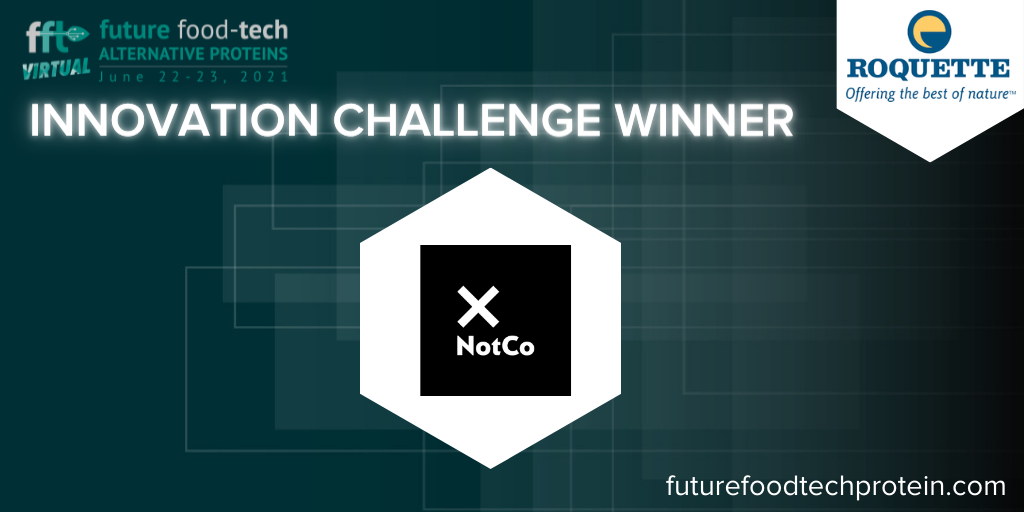 fft
VIRTUAL
future food-tech
ALTERNATIVE PROTEINS
June 22-23, 2021
ROQUETTE
Offering the best of nature™
INNOVATION CHALLENGE WINNER
NotCo
futurefoodtechprotein.com